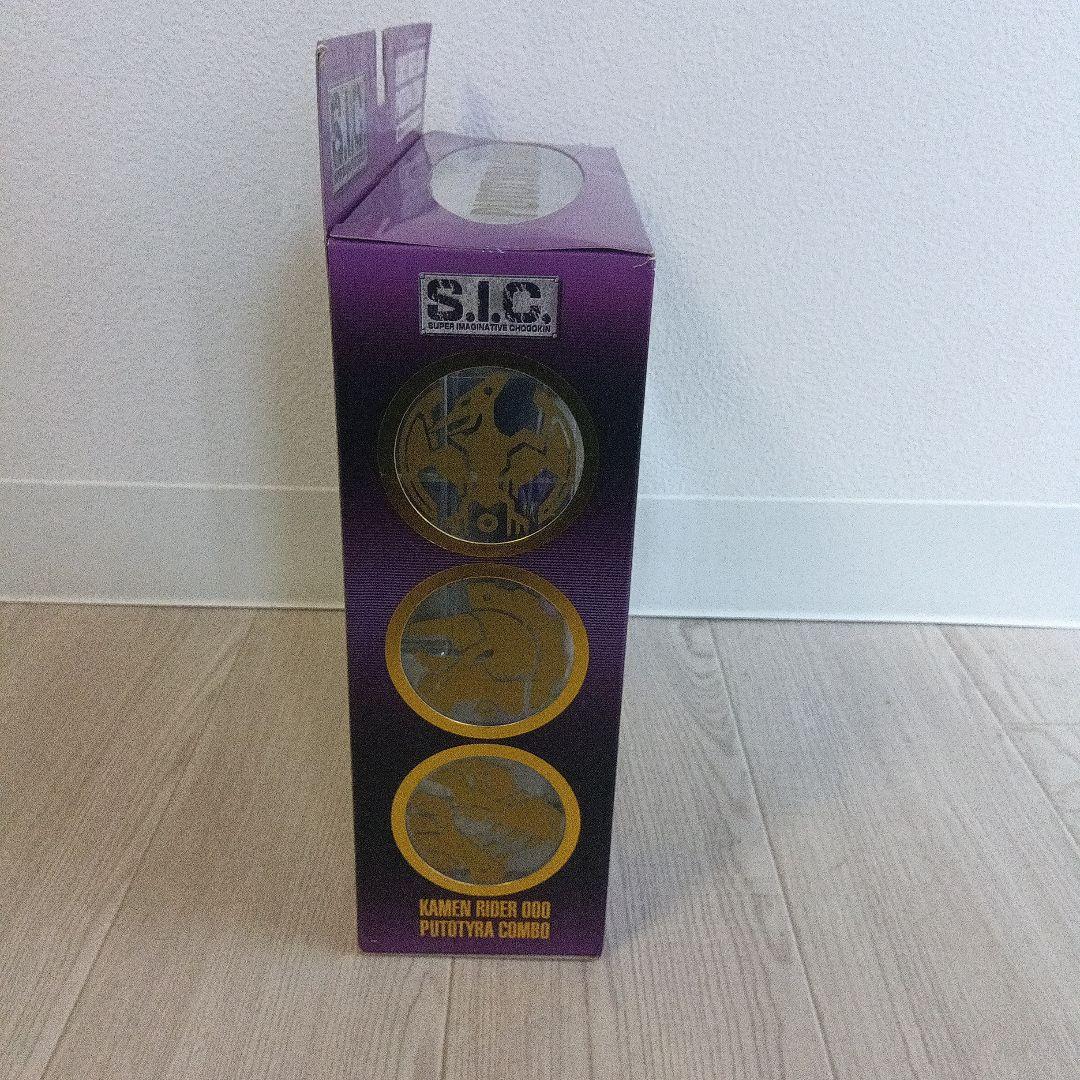 S.I.C.
S.I.C.
SUPER IMAGINATIVE CHOGOKIN
KAMEN RIDER OOO
PUTOTYRA COMBO